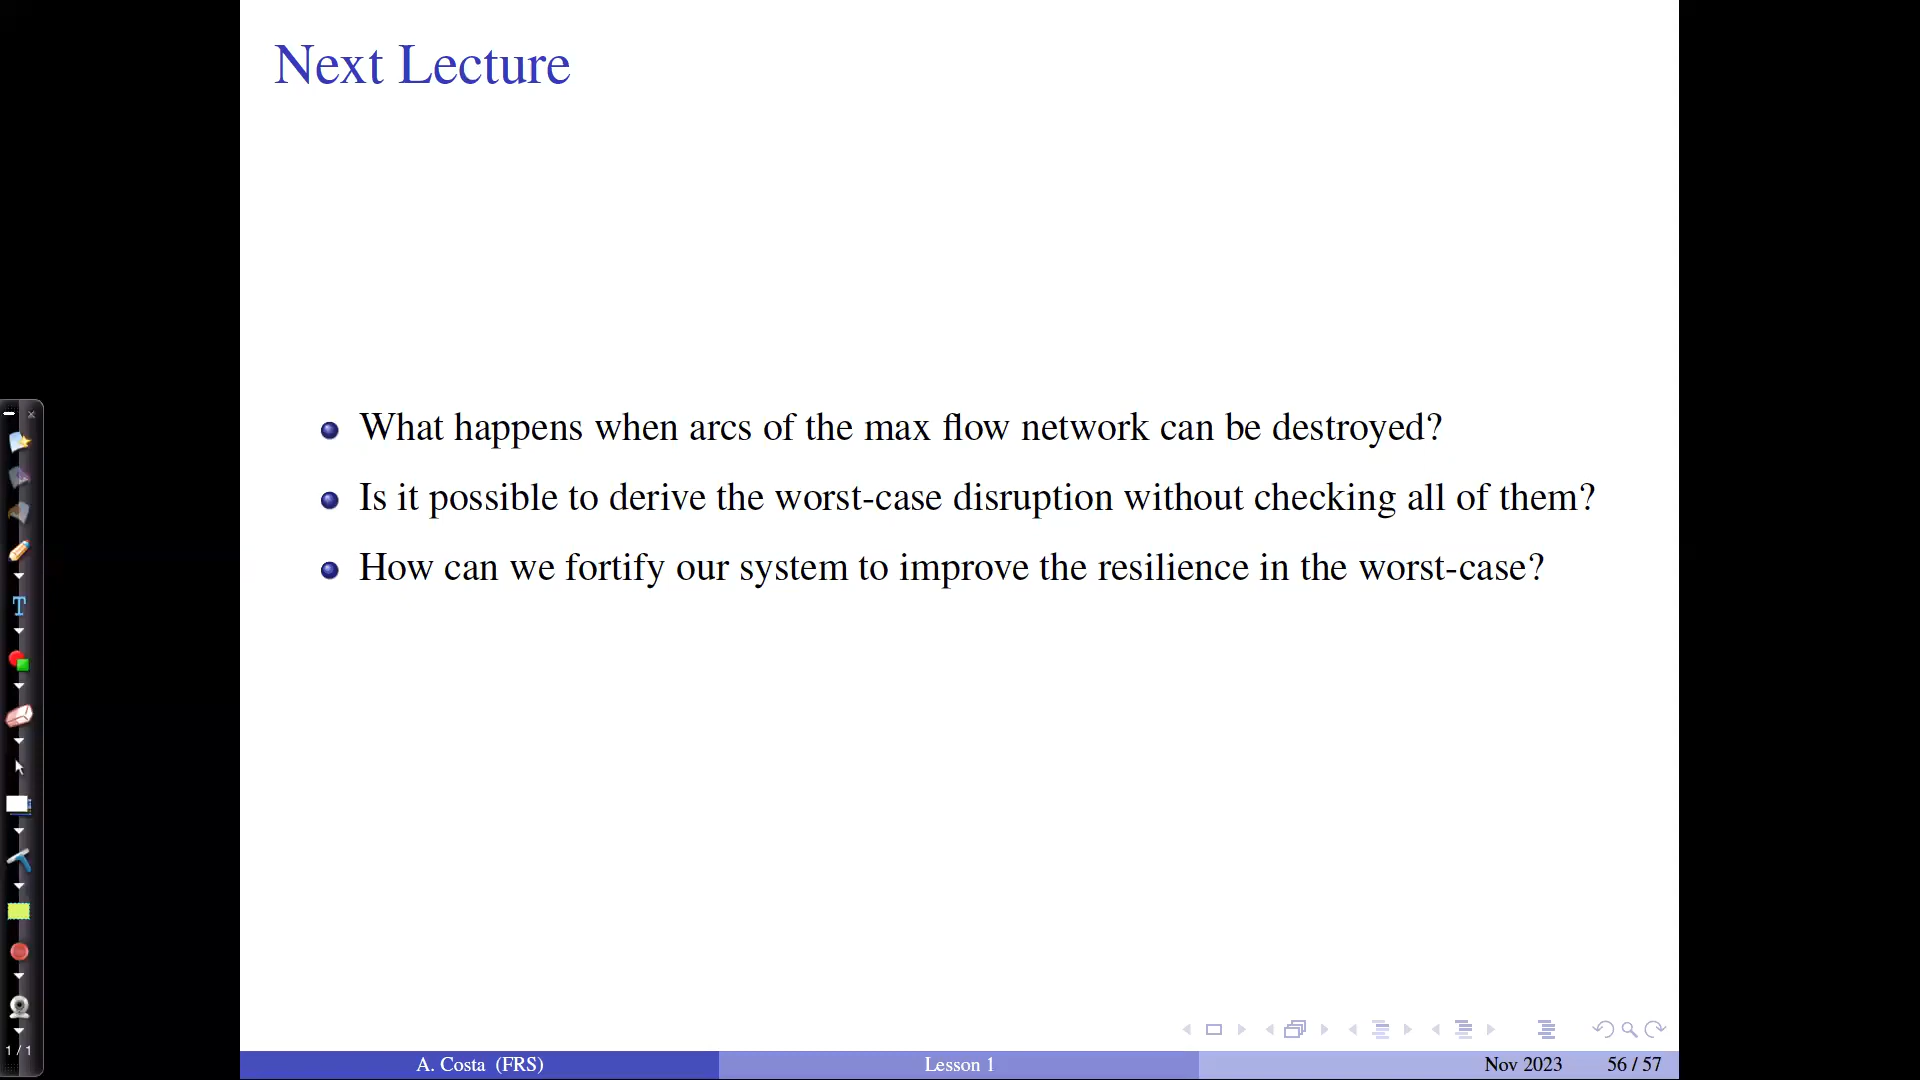 Next Lecture
What happens when arcs of the max flow network can be destroyed?
Is it possible to derive the worst-case disruption without checking all of them?
How can we fortify our system to improve the resilience in the worst-case?
T
1 / 1
A. Costa (FRS) Lesson 1 Nov 2023 56 / 57